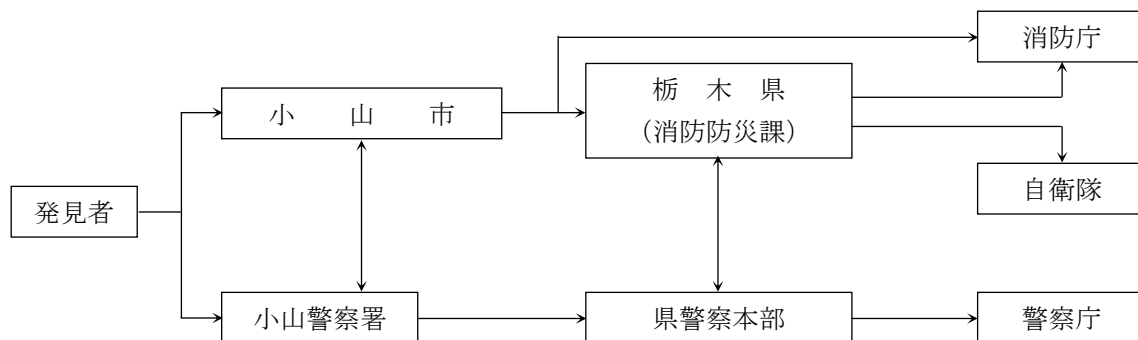 消防庁
栃　木　県
（消防防災課）
小　　山　　市
自衛隊
発見者
小山警察署
県警察本部
警察庁